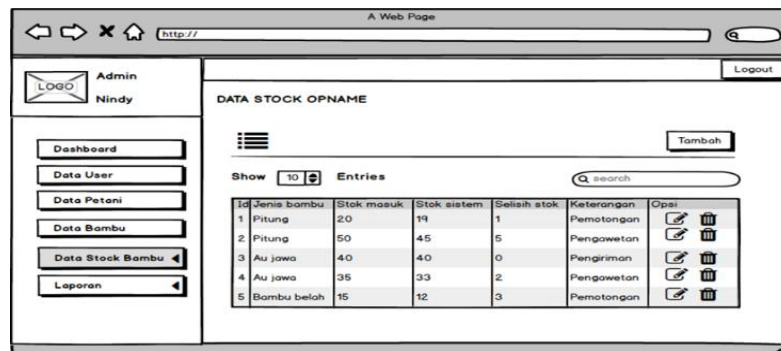 A Web Page
http://
Logout
LOGO
Admin
Nindy
DATA STOCK OPNAME
Tambah
Dashboard
Data User
Data Petani
Data Bambu
Data Stock Bambu
Laporan
Show 10 Entries
search
Id Jenis bambu Stok masuk Stok sistem Selisih stok Keterangan Opsi
1 Pitung 20 19 1 Pemotongan
2 Pitung 50 45 5 Pengawetan
3 Au jawa 40 40 0 Pengiriman
4 Au jawa 35 33 2 Pengawetan
5 Bambu belah 15 12 3 Pemotongan